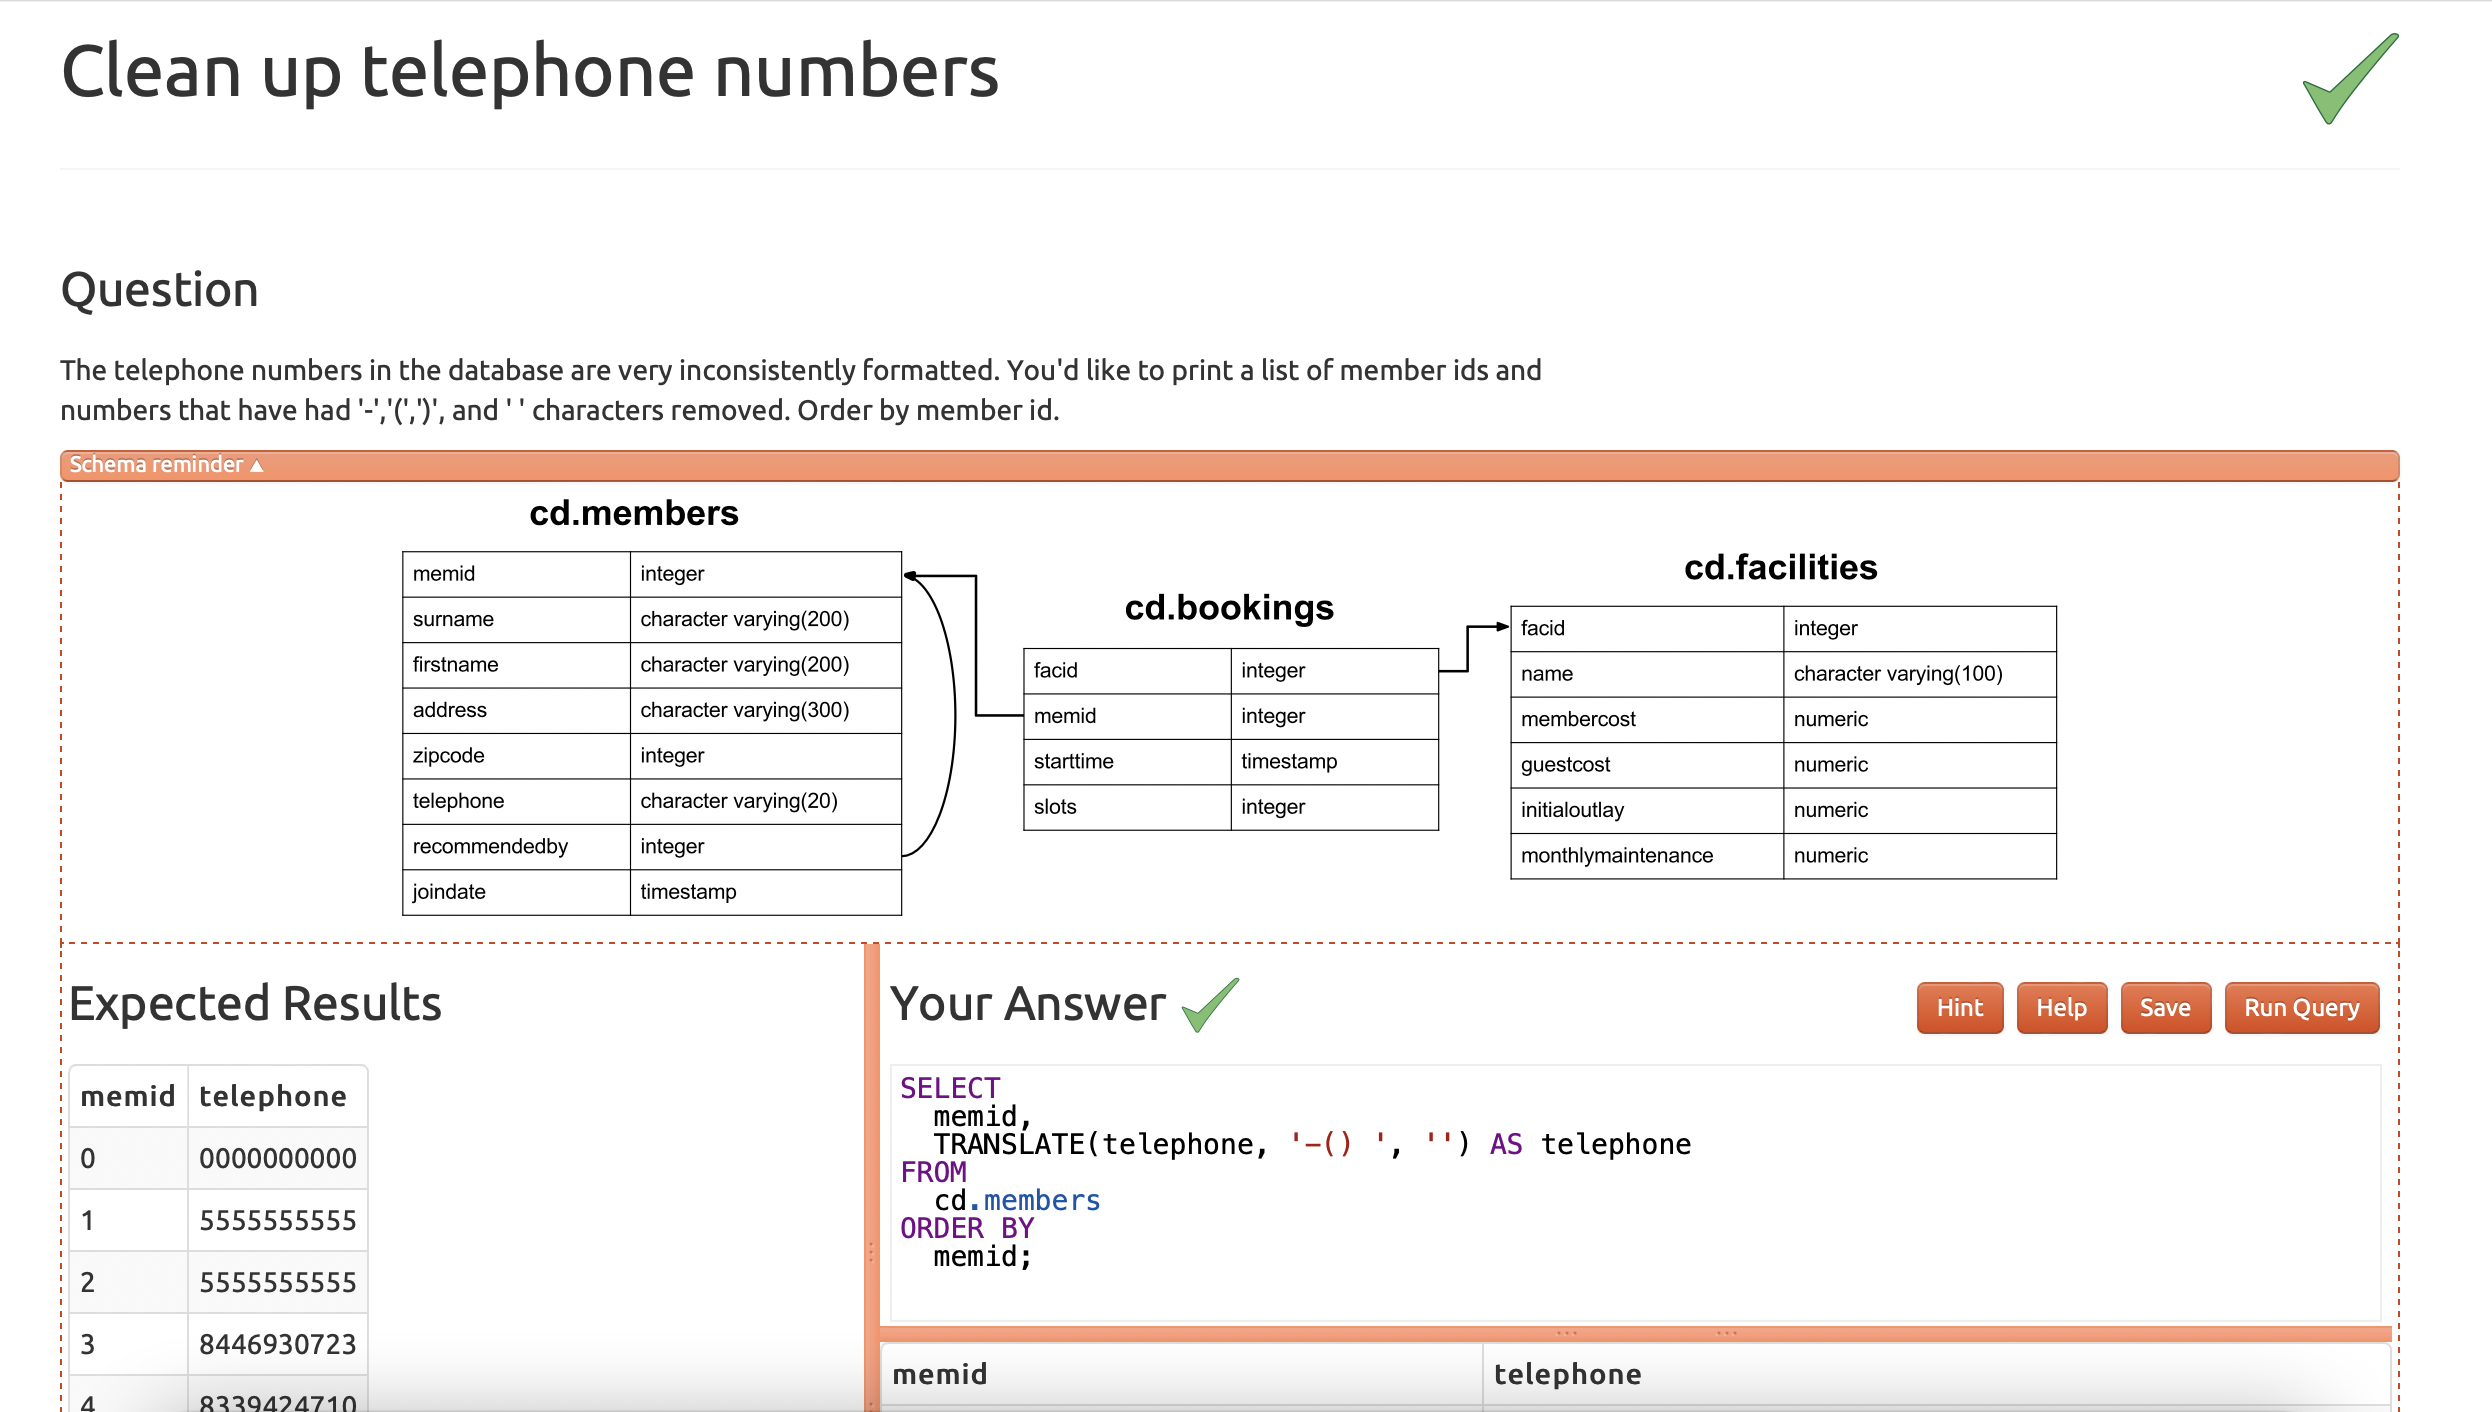 Clean up telephone numbers
Question
The telephone numbers in the database are very inconsistently formatted. You'd like to print a list of member ids and
numbers that have had '-','(',')', and ' ' characters removed. Order by member id.
Schema reminder ▲
cd.members
memid integer
surname character varying(200)
firstname character varying(200)
address character varying(300)
zipcode integer
telephone character varying(20)
recommendedby integer
joindate timestamp
cd.bookings
facid integer
memid integer
starttime timestamp
slots integer
cd.facilities
facid integer
name character varying(100)
membercost numeric
guestcost numeric
initialoutlay numeric
monthlymaintenance numeric
Expected Results
memid telephone
0 0000000000
1 5555555555
2 5555555555
3 8446930723
4 8339424710
Your Answer
Hint Help Save Run Query
SELECT
  memid,
  TRANSLATE(telephone, '-() ', '') AS telephone
FROM
  cd.members
ORDER BY
  memid;
memid telephone